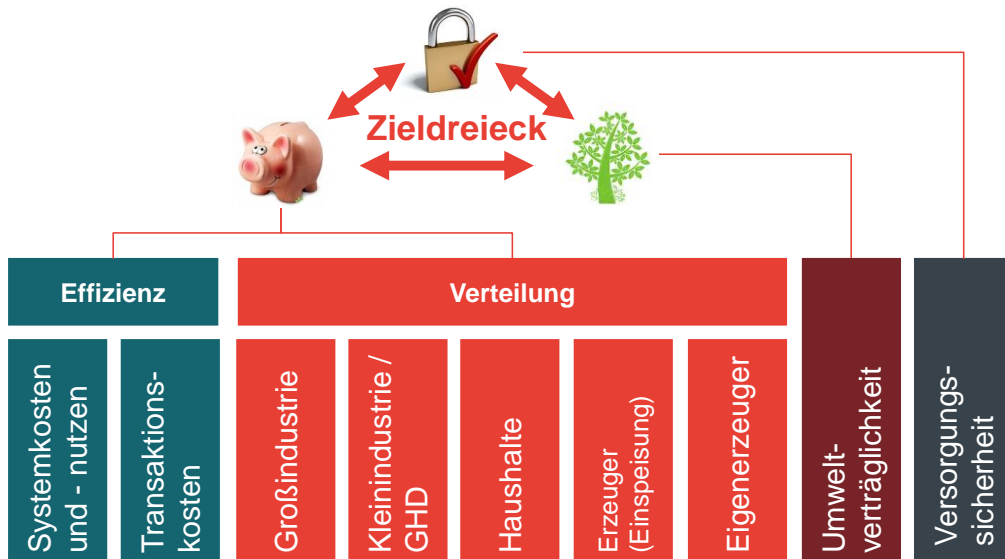 Zieldreieck
Effizienz
Verteilung
Systemkosten
und - nutzen
Transaktions-
kosten
Großindustrie
Kleinindustrie /
GHD
Haushalte
Erzeuger
(Einspeisung)
Eigenerzeuger
Umwelt-
verträglichkeit
Versorgungs-
sicherheit